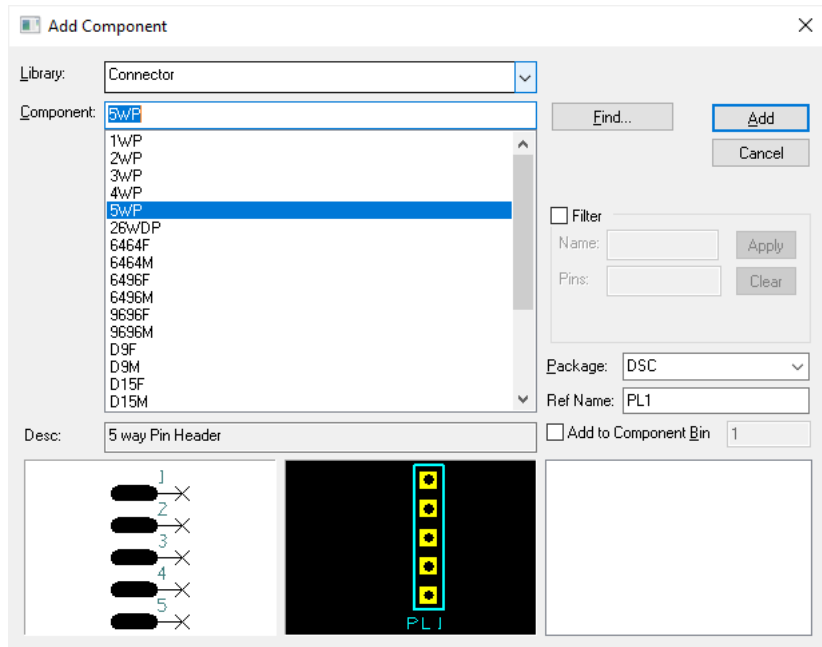 Add Component
Library: Connector
Component: 5WP Find... Add
Cancel
1WP
2WP
3WP
4WP
5WP
26WDP
6464F
6464M
6496F
6496M
9696F
9696M
D9F
D9M
D15F
D15M
Filter
Name: Apply
Pins: Clear
Package: DSC
Ref Name: PL1
Desc: 5 way Pin Header
Add to Component Bin 1
1
2
3
4
5
PL1